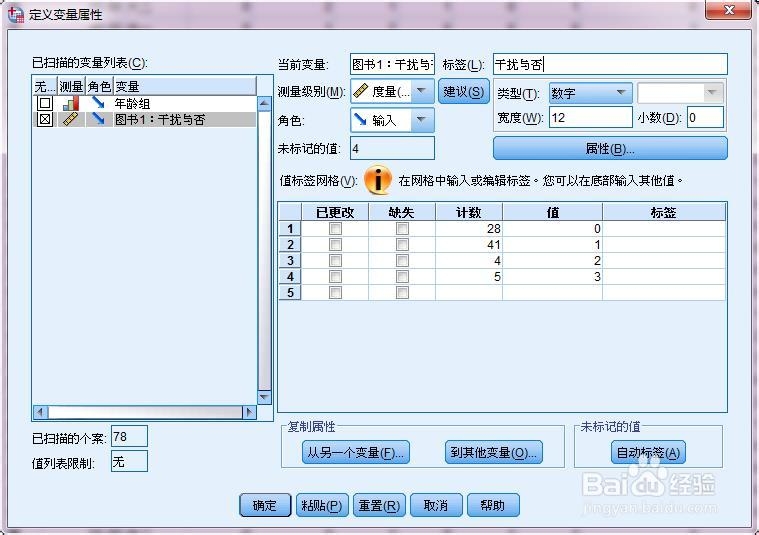 定义变量属性
已扫描的变量列表(C):
无... 测量 角色 变量
年龄组
图书1：干扰与否
当前变量: 图书1：干扰与 标签(L): 干扰与否
测量级别(M): 度量(... 建议(S) 类型(T): 数字
角色: 输入 宽度(W): 12 小数(D): 0
未标记的值: 4 属性(B)...
值标签网格(V): 在网格中输入或编辑标签。您可以在底部输入其他值。
已更改 缺失 计数 值 标签
1 28 0
2 41 1
3 4 2
4 5 3
5
已扫描的个案: 78
值列表限制: 无
复制属性 未标记的值
从另一个变量(F)... 到其他变量(O)... 自动标签(A)
确定 粘贴(P) 重置(R) 取消 帮助
Baidu经验
jingyan.baidu.com